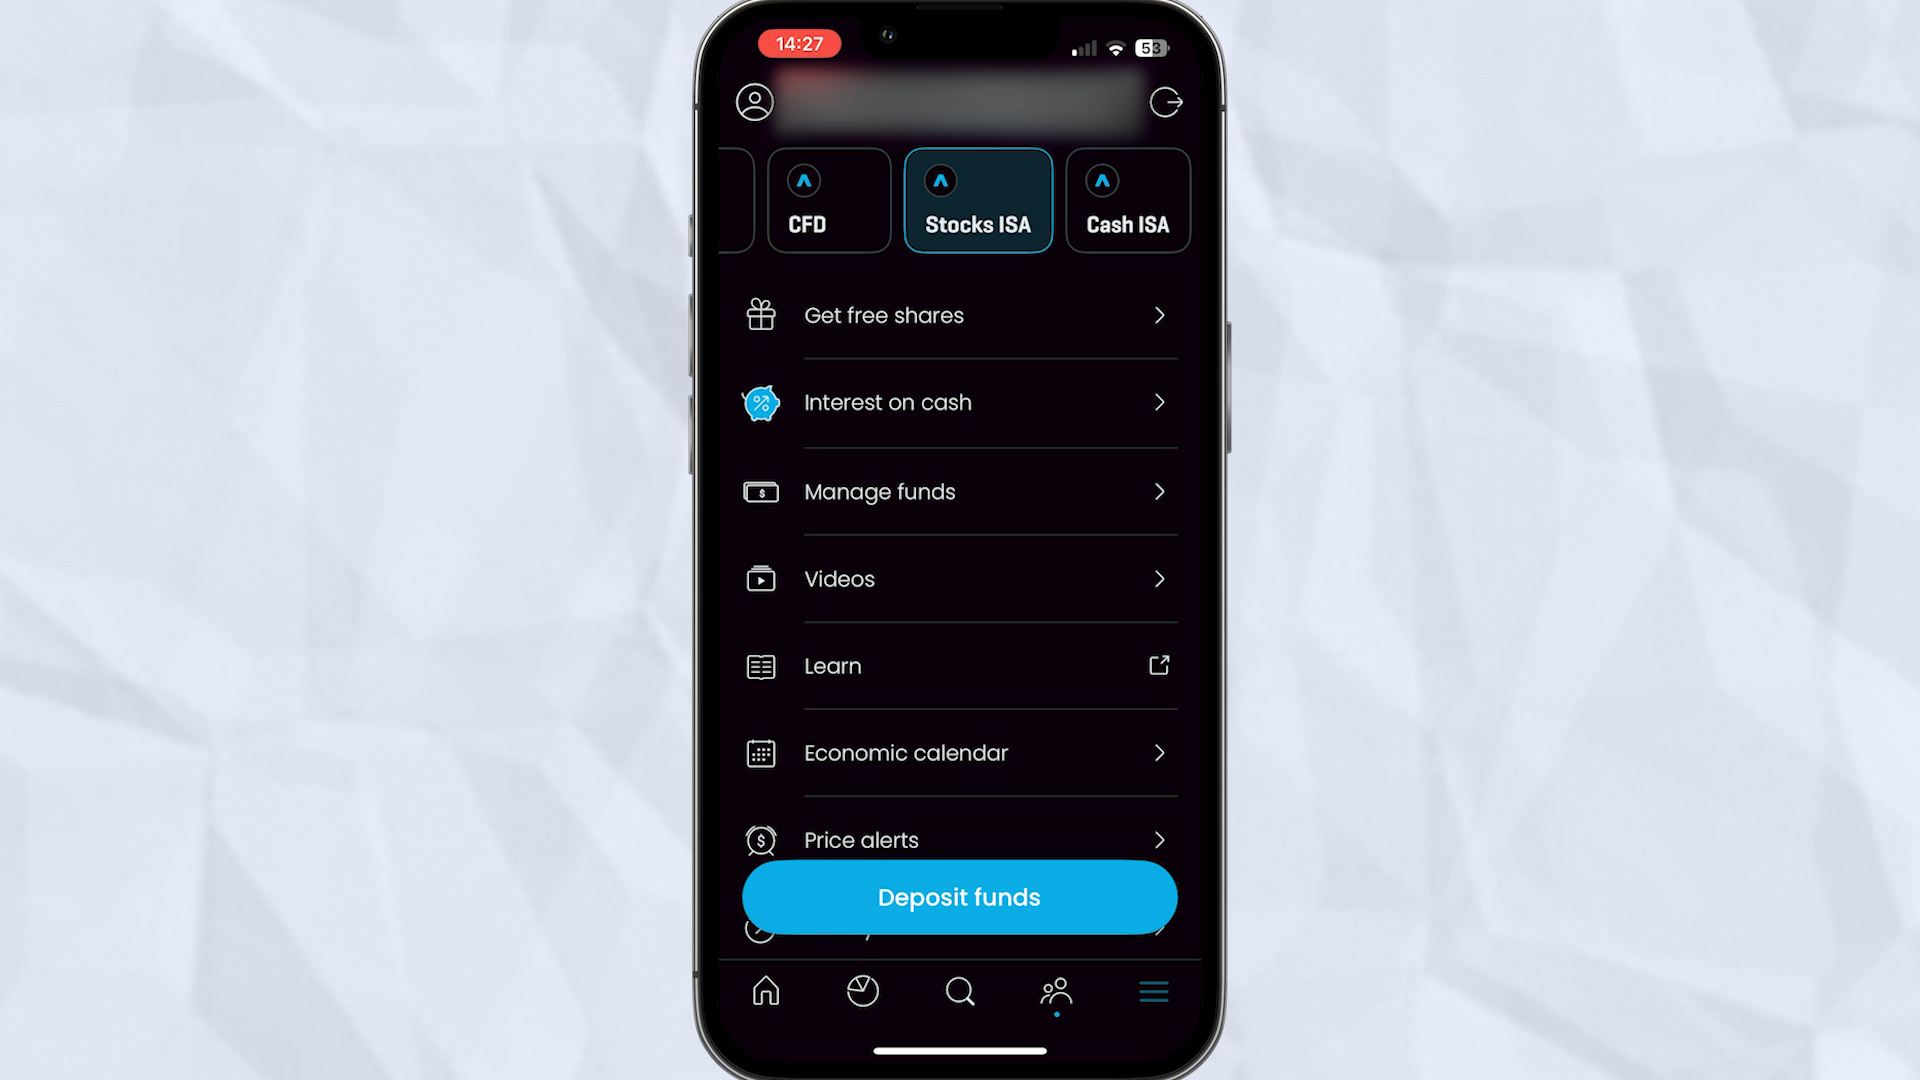 14:27
53
CFD
Stocks ISA
Cash ISA
Get free shares
Interest on cash
Manage funds
Videos
Learn
Economic calendar
Price alerts
Deposit funds